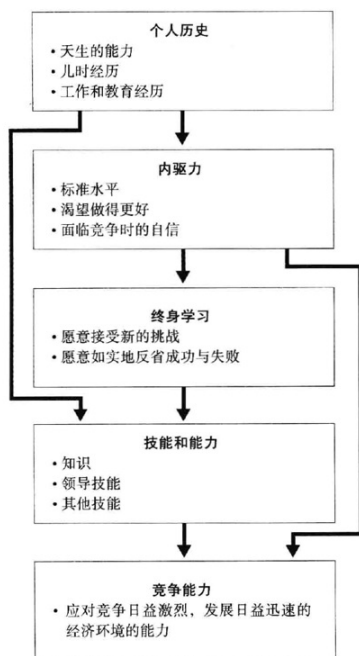 个人历史
• 天生的能力
• 儿时经历
• 工作和教育经历
内驱力
• 标准水平
• 渴望做得更好
• 面临竞争时的自信
终身学习
• 愿意接受新的挑战
• 愿意如实地反省成功与失败
技能和能力
• 知识
• 领导技能
• 其他技能
竞争能力
• 应对竞争日益激烈，发展日益迅速的
经济环境的能力